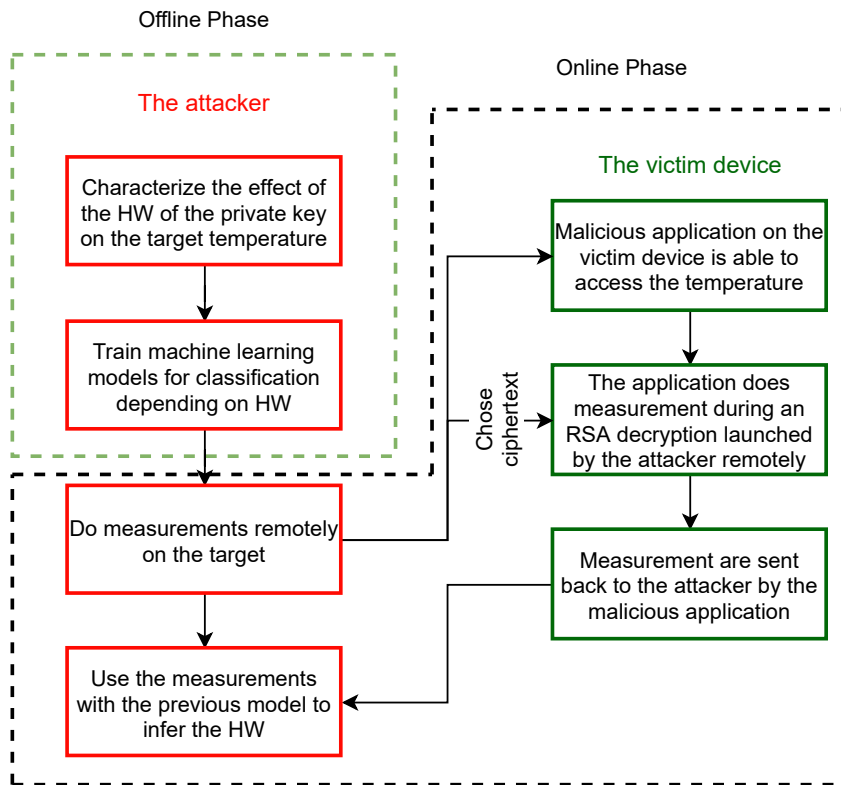 Offline Phase
The attacker
Characterize the effect of
the HW of the private key
on the target temperature
Train machine learning
models for classification
depending on HW
Do measurements remotely
on the target
Use the measurements
with the previous model to
infer the HW
Online Phase
The victim device
Malicious application on the
victim device is able to
access the temperature
Chose
ciphertext
The application does
measurement during an
RSA decryption launched
by the attacker remotely
Measurement are sent
back to the attacker by the
malicious application